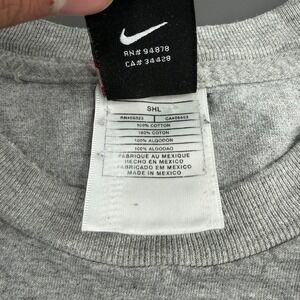 RN# 94878
CA# 34428
SHL
100% COTTON
100% COTON
100% ALGODON
100% ALGODAO
FABRIQUE AU MEXIQUE
HECHO EN MEXICO
FABRICADO EM MEXICO
MADE IN MEXICO